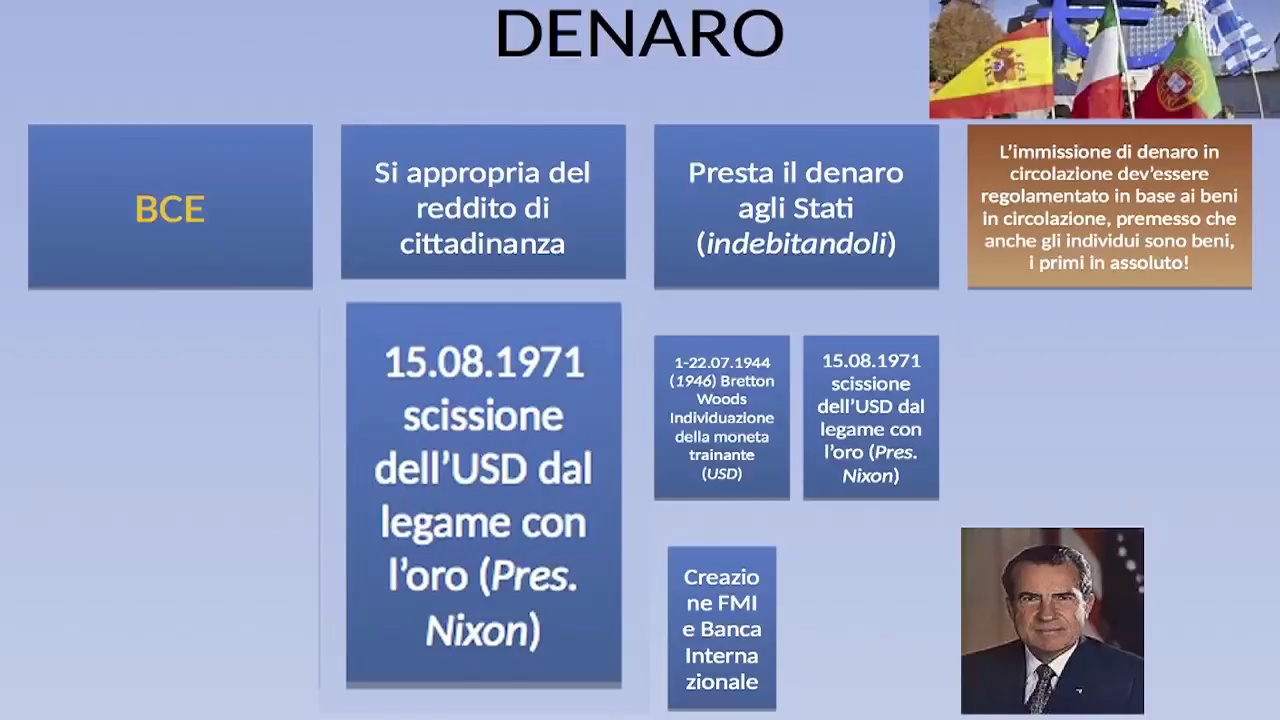 DENARO
BCE
Si appropria del
reddito di
cittadinanza
Presta il denaro
agli Stati
(indebitandoli)
L’immissione di denaro in
circolazione dev’essere
regolamentato in base ai beni
in circolazione, premesso che
anche gli individui sono beni,
i primi in assoluto!
15.08.1971
scissione
dell’USD dal
legame con
l’oro (Pres.
Nixon)
1-22.07.1944
(1946) Bretton
Woods
Individuazione
della moneta
trainante
(USD)
15.08.1971
scissione
dell’USD dal
legame con
l’oro (Pres.
Nixon)
Creazio
ne FMI
e Banca
Interna
zionale